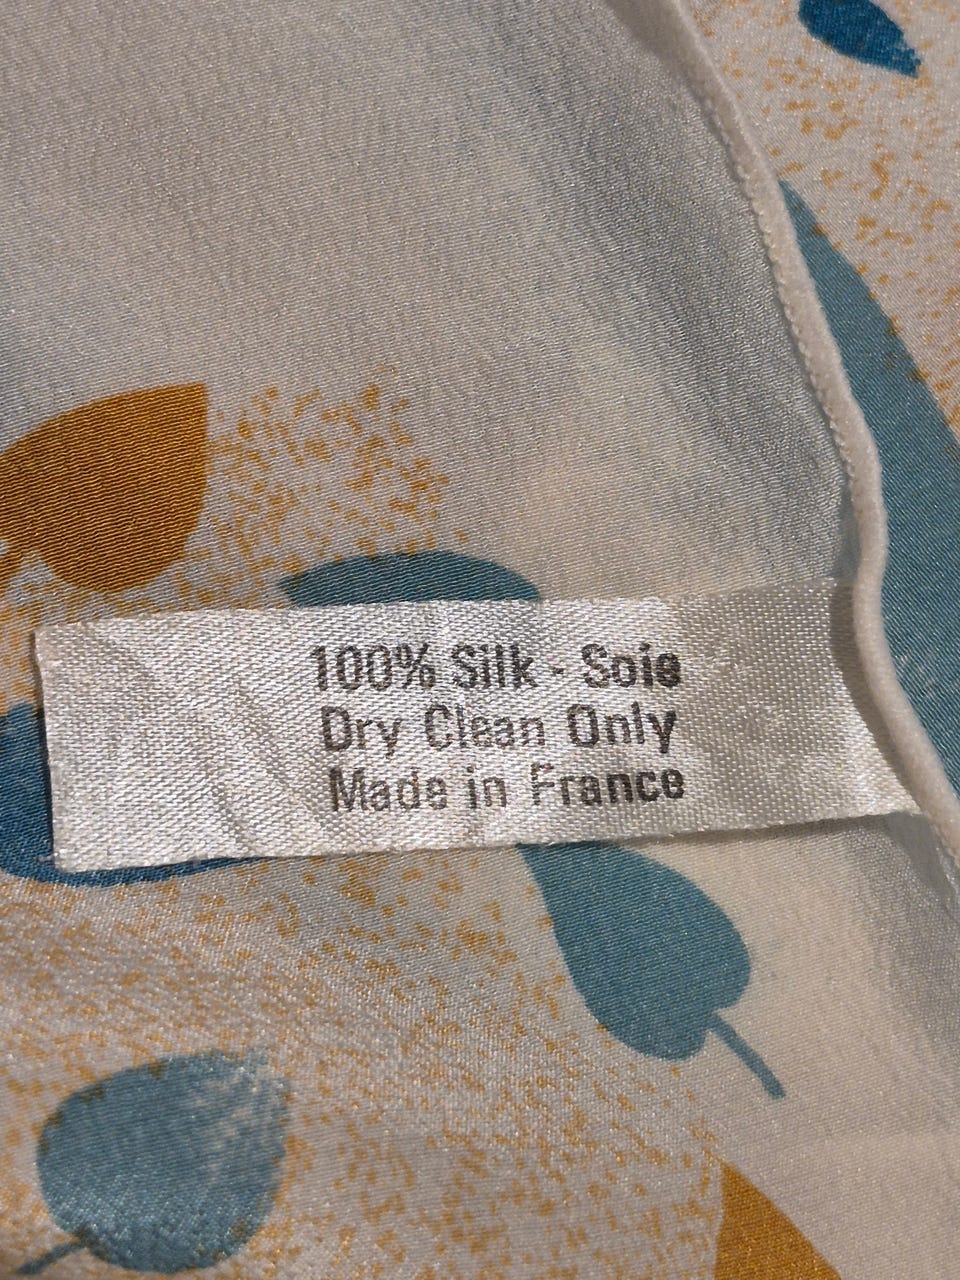 100% Silk - Soie
Dry Clean Only
Made in France